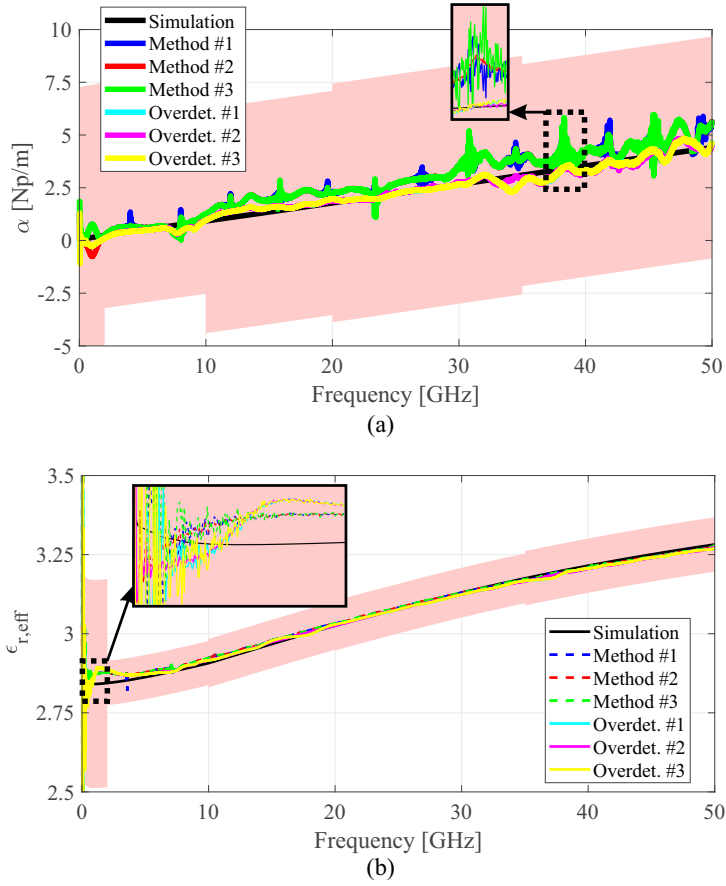 10
7.5
5
2.5
0
-2.5
-5
α [Np/m]
Simulation
Method #1
Method #2
Method #3
Overdet. #1
Overdet. #2
Overdet. #3
0 10 20 30 40 50
Frequency [GHz]
(a)
3.5
3.25
3
2.75
2.5
ϵr,eff
Simulation
Method #1
Method #2
Method #3
Overdet. #1
Overdet. #2
Overdet. #3
0 10 20 30 40 50
Frequency [GHz]
(b)